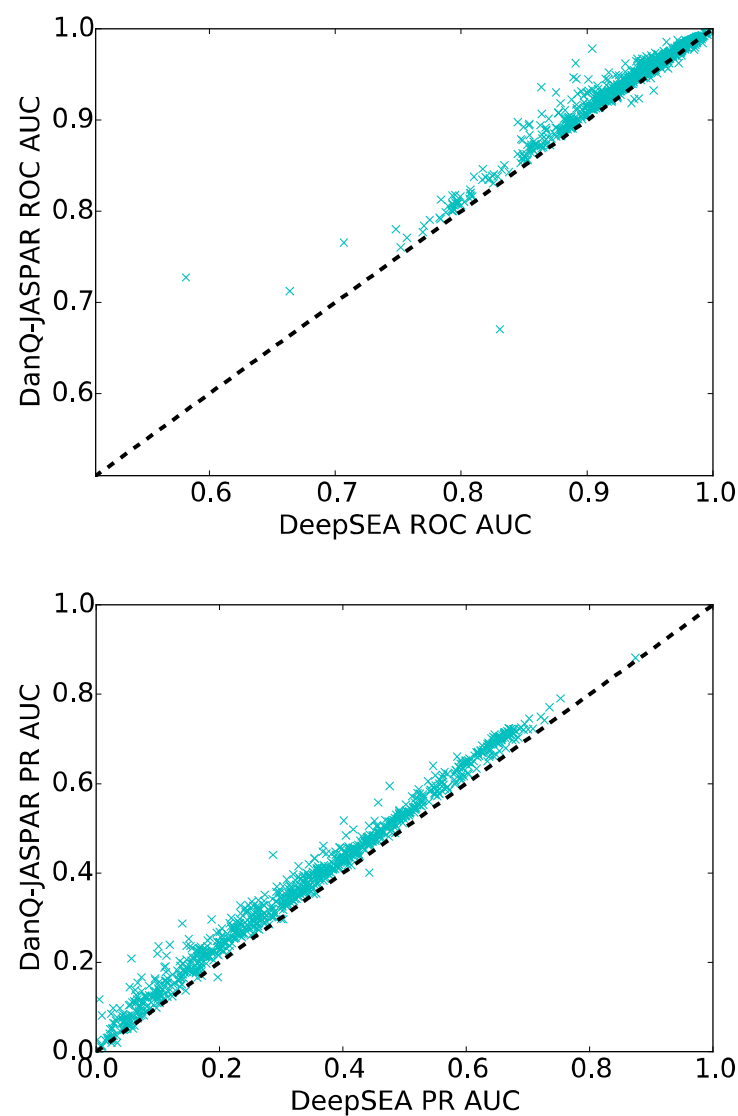 1.0
0.9
0.8
0.7
0.6
DanQ-JASPAR ROC AUC
0.6 0.7 0.8 0.9 1.0
DeepSEA ROC AUC
1.0
0.8
0.6
0.4
0.2
0.0
DanQ-JASPAR PR AUC
0.0 0.2 0.4 0.6 0.8 1.0
DeepSEA PR AUC